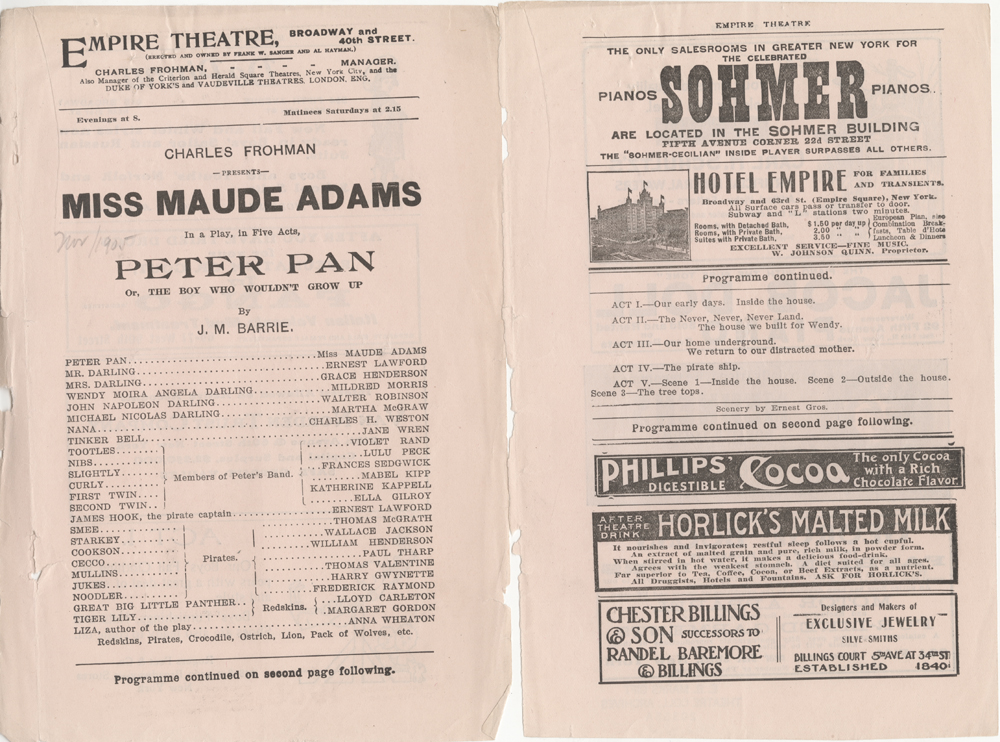 EMPIRE THEATRE, BROADWAY and 40th STREET.
(ERECTED AND OWNED BY FRANK W. SANGER AND AL HAYMAN.)
CHARLES FROHMAN, - - - - MANAGER.
Also Manager of the Criterion and Herald Square Theatres, New York City, and the
DUKE OF YORK'S and VAUDEVILLE THEATRES, LONDON, ENG.
Evenings at 8. Matinees Saturdays at 2.15
CHARLES FROHMAN
—PRESENTS—
MISS MAUDE ADAMS
Nov/1905
In a Play, in Five Acts,
PETER PAN
Or, THE BOY WHO WOULDN'T GROW UP
By
J. M. BARRIE.
PETER PAN..............................Miss MAUDE ADAMS
MR. DARLING..............................ERNEST LAWFORD
MRS. DARLING..............................GRACE HENDERSON
WENDY MOIRA ANGELA DARLING..............................MILDRED MORRIS
JOHN NAPOLEON DARLING..............................WALTER ROBINSON
MICHAEL NICOLAS DARLING..............................MARTHA McGRAW
NANA..............................CHARLES H. WESTON
TINKER BELL..............................JANE WREN
TOOTLES..............................VIOLET RAND
NIBS..............................LULU PECK
SLIGHTLY..............................FRANCES SEDGWICK
Members of Peter's Band.
CURLY..............................MABEL KIPP
FIRST TWIN....KATHERINE KAPPELL
SECOND TWIN..............................ELLA GILROY
JAMES HOOK, the pirate captain..............................ERNEST LAWFORD
SMEE..............................THOMAS McGRATH
STARKEY..............................WALLACE JACKSON
COOKSON..............................WILLIAM HENDERSON
CECCO..............................PAUL THARP
Pirates.
MULLINS..............................THOMAS VALENTINE
JUKES..............................HARRY GWYNETTE
NOODLER..............................FREDERICK RAYMOND
GREAT BIG LITTLE PANTHER..............................LLOYD CARLETON
Redskins.
TIGER LILY..............................MARGARET GORDON
LIZA, author of the play..............................ANNA WHEATON
Redskins, Pirates, Crocodile, Ostrich, Lion, Pack of Wolves, etc.
Programme continued on second page following.
EMPIRE THEATRE
THE ONLY SALESROOMS IN GREATER NEW YORK FOR
THE CELEBRATED
PIANOS SOHMER PIANOS..
ARE LOCATED IN THE SOHMER BUILDING
FIFTH AVENUE CORNER 22d STREET
THE "SOHMER-CECILIAN" INSIDE PLAYER SURPASSES ALL OTHERS.
HOTEL EMPIRE FOR FAMILIES AND TRANSIENTS.
Broadway and 63rd St. (Empire Square), New York.
All Surface cars pass or transfer to door.
Subway and "L" stations two minutes.
Rooms, with Detached Bath, $1.50 per day up
Rooms, with Private Bath, 2.00 " "
Suites with Private Bath, 3.50 " "
European Plan, also
Combination Break-
fasts, Table d'Hote
Luncheon & Dinners
EXCELLENT SERVICE—FINE MUSIC.
W. JOHNSON QUINN, Proprietor.
Programme continued.
ACT I.—Our early days. Inside the house.
ACT II.—The Never, Never, Never Land.
The house we built for Wendy.
ACT III.—Our home underground.
We return to our distracted mother.
ACT IV.—The pirate ship.
ACT V.—Scene 1—Inside the house. Scene 2—Outside the house.
Scene 3—The tree tops.
Scenery by Ernest Gros.
Programme continued on second page following.
PHILLIPS' DIGESTIBLE Cocoa The only Cocoa with a Rich Chocolate Flavor
AFTER THEATRE DRINK HORLICK'S MALTED MILK
It nourishes and invigorates; restful sleep follows a hot cupful.
An extract of malted grain and pure, rich milk, in powder form.
When stirred in hot water, it makes a delicious food-drink.
Agrees with the weakest stomach. A diet suited for all ages.
Far superior to Tea, Coffee, Cocoa, or Beef Extracts, as a nutrient.
All Druggists, Hotels and Fountains. ASK FOR HORLICK'S.
CHESTER BILLINGS
& SON SUCCESSORS TO
RANDEL BAREMORE
& BILLINGS
Designers and Makers of
EXCLUSIVE JEWELRY
SILVERSMITHS
BILLINGS COURT 5TH AVE AT 34TH ST
ESTABLISHED 1840